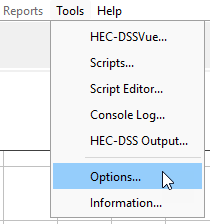 Reports Tools Help
HEC-DSSVue...
Scripts...
Script Editor...
Console Log...
HEC-DSS Output...
Options...
Information...